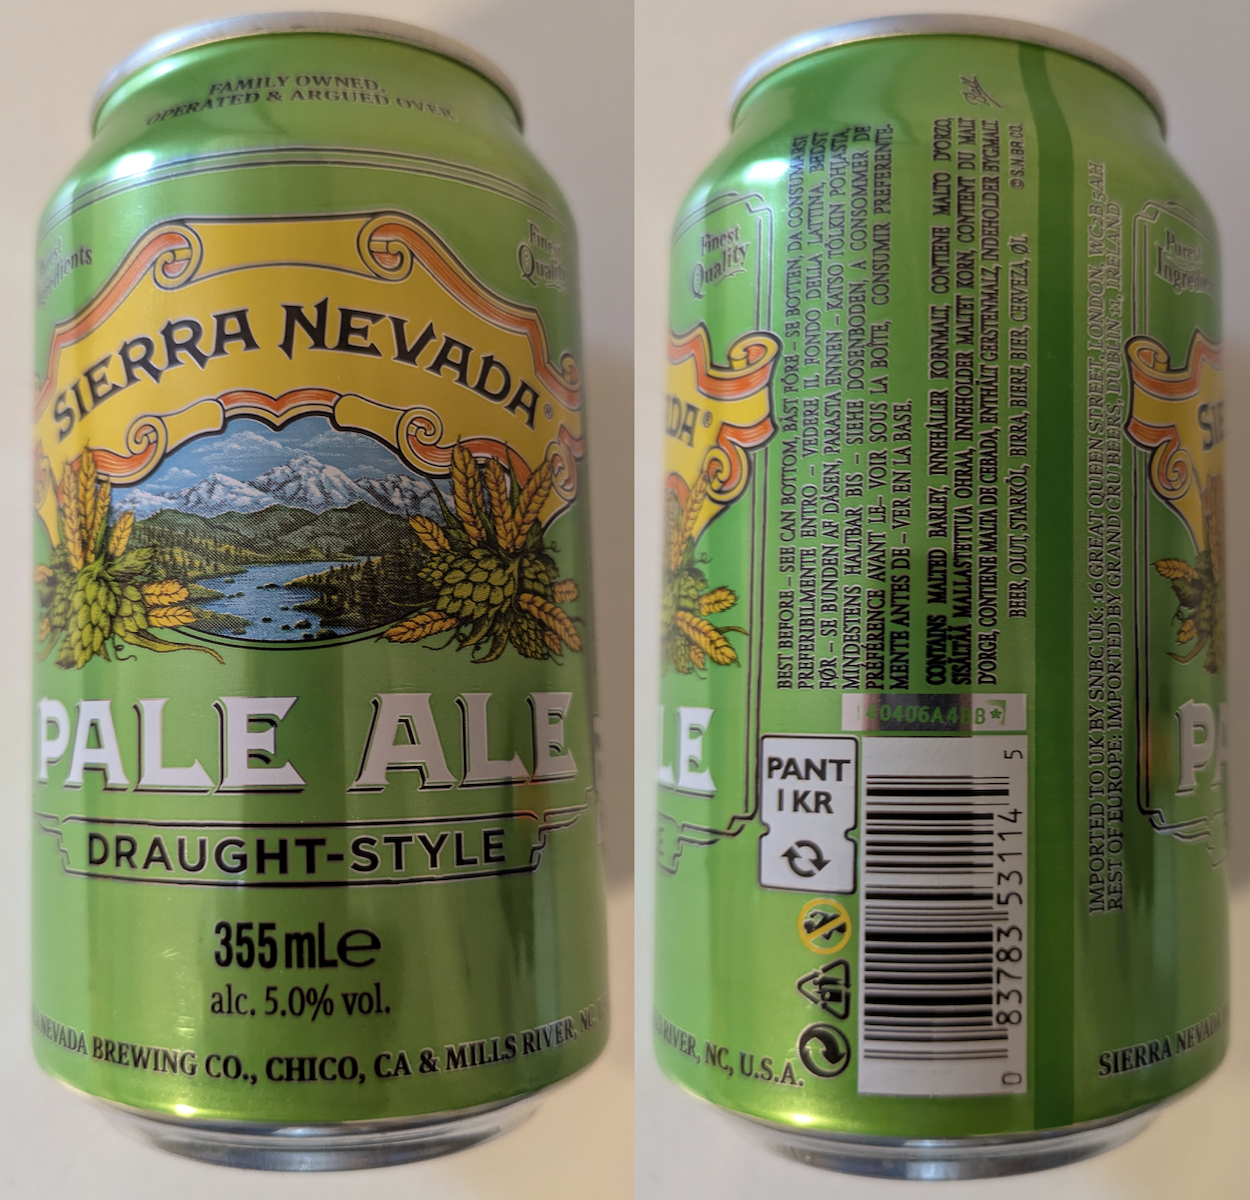 FAMILY OWNED,
OPERATED & ARGUED OVER.
Finest
Quality
SIERRA NEVADA®
PALE ALE
DRAUGHT-STYLE
355 mL e
alc. 5.0% vol.
NEVADA BREWING CO., CHICO, CA & MILLS RIVER, NC
Finest
Quality
DA®
LE
RIVER, NC, U.S.A.
BEST BEFORE – SEE CAN BOTTOM, BÄST FÖRE – SE BOTTEN, DA CONSUMARSI
PREFERIBILMENTE ENTRO – VEDERE IL FONDO DELLA LATTINA, BEDST
FØR – SE BUNDEN AF DÅSEN, PARASTA ENNEN – KATSO TÖLKIN POHJASTA,
MINDESTENS HALTBAR BIS – SIEHE DOSENBODEN, A CONSOMMER DE
PRÉFÉRENCE AVANT LE– VOIR SOUS LA BOÎTE, CONSUMIR PREFERENTE-
MENTE ANTES DE – VER EN LA BASE.
CONTAINS MALTED BARLEY, INNEHÅLLER KORNMALT, CONTIENE MALTO D'ORZO,
SISÄLTÄÄ MALLASTETTUA OHRAA, INNEHOLDER MALTET KORN, CONTIENT DU MALT
D'ORGE, CONTIENE MALTA DE CEBADA, ENTHÄLT GERSTENMALZ, INDEHOLDER BYGMALT.
BEER, OLUT, STARKÖL, BIRRA, BIERE, BIER, CERVEZA, ØL
© S.N.BR.CO.
PANT
1 KR
0 83783 53114 5
IMPORTED TO UK BY SNBC UK: 16 GREAT QUEEN STREET, LONDON, WC2B 5AH
REST OF EUROPE: IMPORTED BY GRAND CRU BEERS, DUBLIN 18, IRELAND
Purest
SIERRA NEVADA